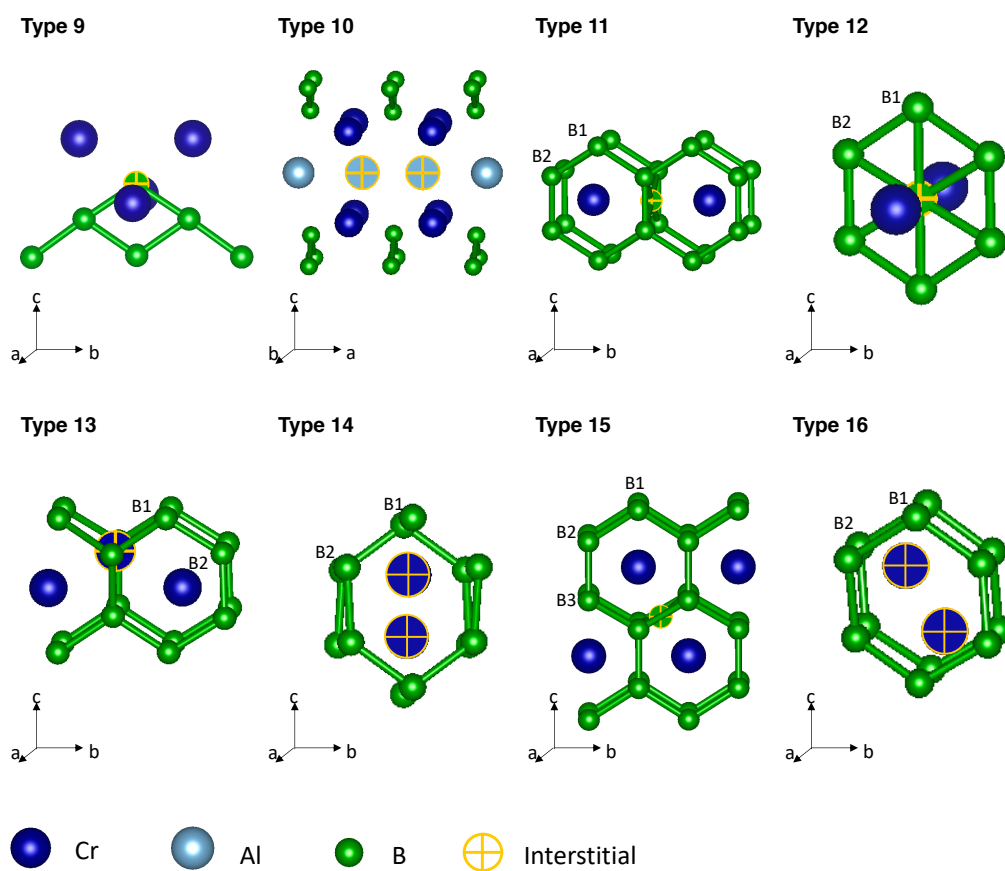 Type 9
Type 10
Type 11
Type 12
B1
B2
B1
B2
c
a
b
c
b
a
c
a
b
c
a
b
Type 13
Type 14
Type 15
Type 16
B1
B2
B1
B2
B1
B2
B3
B1
B2
c
a
b
c
a
b
c
a
b
c
a
b
Cr
Al
B
Interstitial